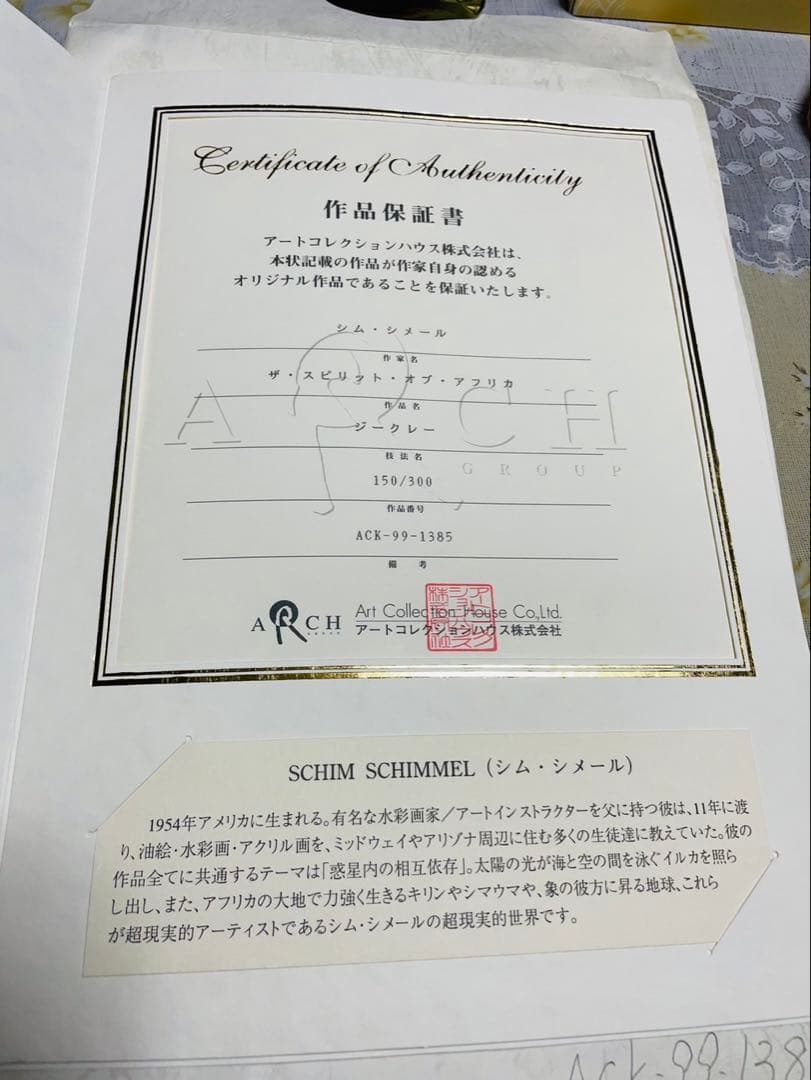 Certificate of Authenticity
作品保証書
アートコレクションハウス株式会社は、
本状記載の作品が作家自身の認める
オリジナル作品であることを保証いたします。
シム・シメール
作家名
ザ・スピリット・オブ・アフリカ
作品名
ジークレー
技法名
150/300
作品番号
ACK-99-1385
備 考
ARCH
GROUP
ARCH
Art Collection House Co.,Ltd.
アートコレクションハウス株式会社
SCHIM SCHIMMEL (シム・シメール)
1954年アメリカに生まれる。有名な水彩画家/アートインストラクターを父に持つ彼は、11年に渡
り、油絵・水彩画・アクリル画を、ミッドウェイやアリゾナ周辺に住む多くの生徒達に教えていた。彼の
作品全てに共通するテーマは「惑星内の相互依存」。太陽の光が海と空の間を泳ぐイルカを照ら
し出し、また、アフリカの大地で力強く生きるキリンやシマウマや、象の彼方に昇る地球、これら
が超現実的アーティストであるシム・シメールの超現実的世界です。
ACK-99-138